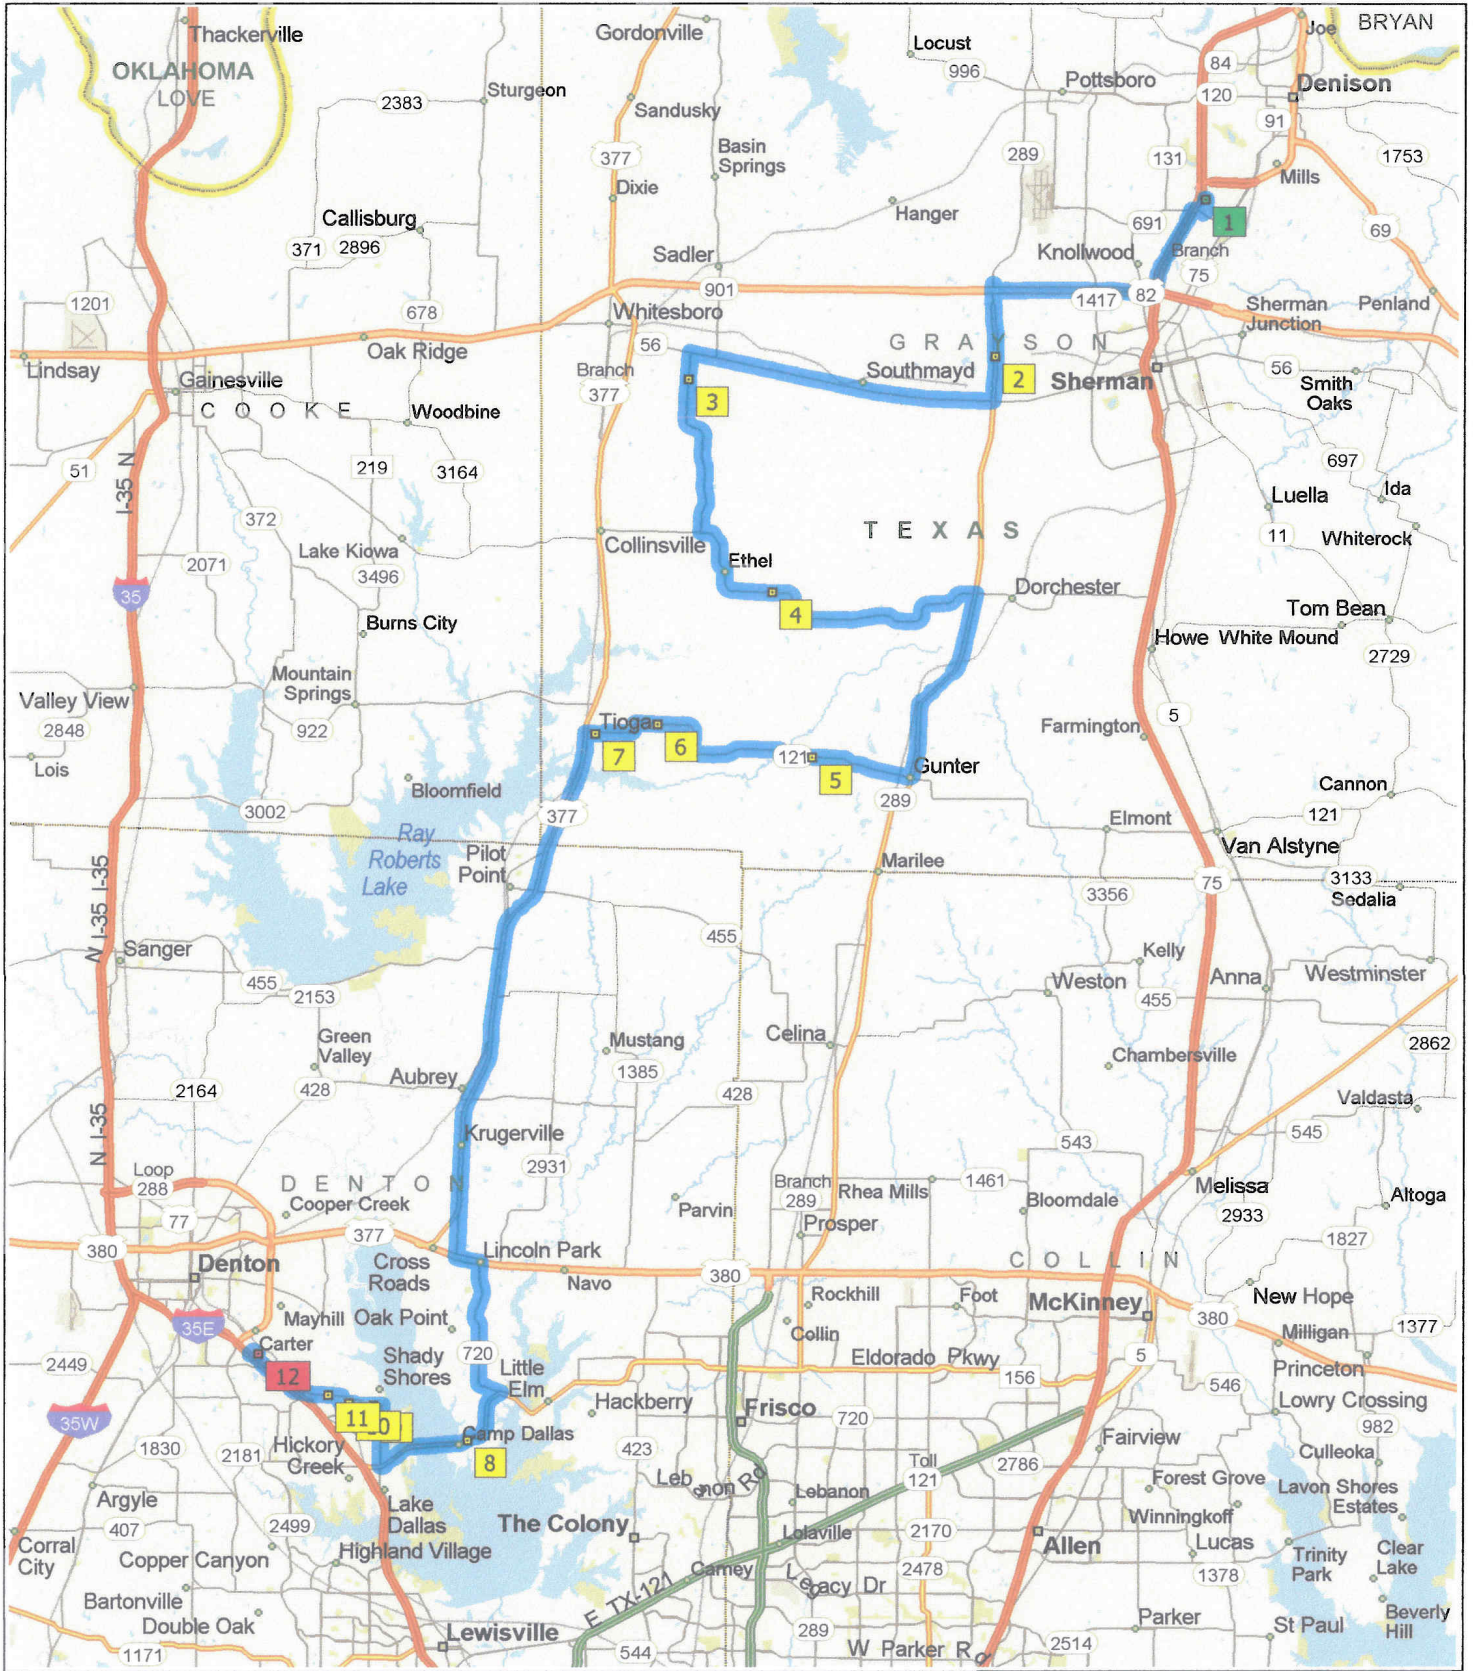 Thackerville
OKLAHOMA
LOVE
Gordonville
Locust
996
Joe
BRYAN
84
Pottsboro
120
Denison
Sturgeon
2383
Sandusky
91
377
Basin
Springs
289
131
1753
Mills
Dixie
Hanger
1
Callisburg
691
69
371
2896
Knollwood
Branch
Sadler
75
901
1417
82
1201
Sherman
Junction
Penland
678
Whitesboro
56
GRAYSON
Oak Ridge
Lindsay
Branch
Southmayd
2
Sherman
56
Smith
Oaks
Gainesville
377
3
COOKE
Woodbine
I-35 N
51
219
3164
697
Ida
Luella
372
TEXAS
11
Whiterock
Lake Kiowa
Collinsville
2071
3496
Ethel
35
Dorchester
Tom Bean
4
Burns City
Howe
White Mound
2729
Mountain
Springs
Valley View
2848
922
Tioga
5
Farmington
7
6
121
5
Gunter
Lois
Bloomfield
289
Cannon
3002
377
Elmont
121
Ray
Roberts
Lake
Pilot
Point
Van Alstyne
Marilee
N I-35 I-35
3356
75
3133
Sedalia
455
Sanger
Kelly
455
2153
Weston
455
Anna
Westminster
Green
Valley
Mustang
Celina
2862
Chambersville
Aubrey
1385
2164
428
428
Valdasta
N I-35
Krugerville
543
545
Loop
288
2931
DENTON
Branch
289
Rhea Mills
1461
Melissa
Cooper Creek
Parvin
Bloomdale
Altoga
77
377
Prosper
2933
1827
380
Denton
Cross
Roads
Lincoln Park
COLLIN
Navo
380
Rockhill
Foot
McKinney
New Hope
Mayhill
Oak Point
380
35E
Collin
Milligan
1377
Carter
720
Eldorado Pkwy
5
2449
Shady
Shores
Little
Elm
156
Princeton
12
546
Hackberry
Frisco
Lowry Crossing
35W
11
720
982
Camp Dallas
1830
2181
Hickory
Creek
8
423
Fairview
Culleoka
Toll
121
2786
Lebanon Rd
Lebanon
Forest Grove
Lavon Shores
Estates
Argyle
Lake
Dallas
Winningkoff
407
2499
The Colony
Lolaville
2170
Corral
City
Copper Canyon
Highland Village
Allen
Lucas
Trinity
Park
Clear
Lake
Carney
2478
Legacy Dr
1378
Bartonville
E TX-121
Double Oak
Parker
Beverly
Hill
289
St Paul
Lewisville
1171
544
W Parker Rd
2514